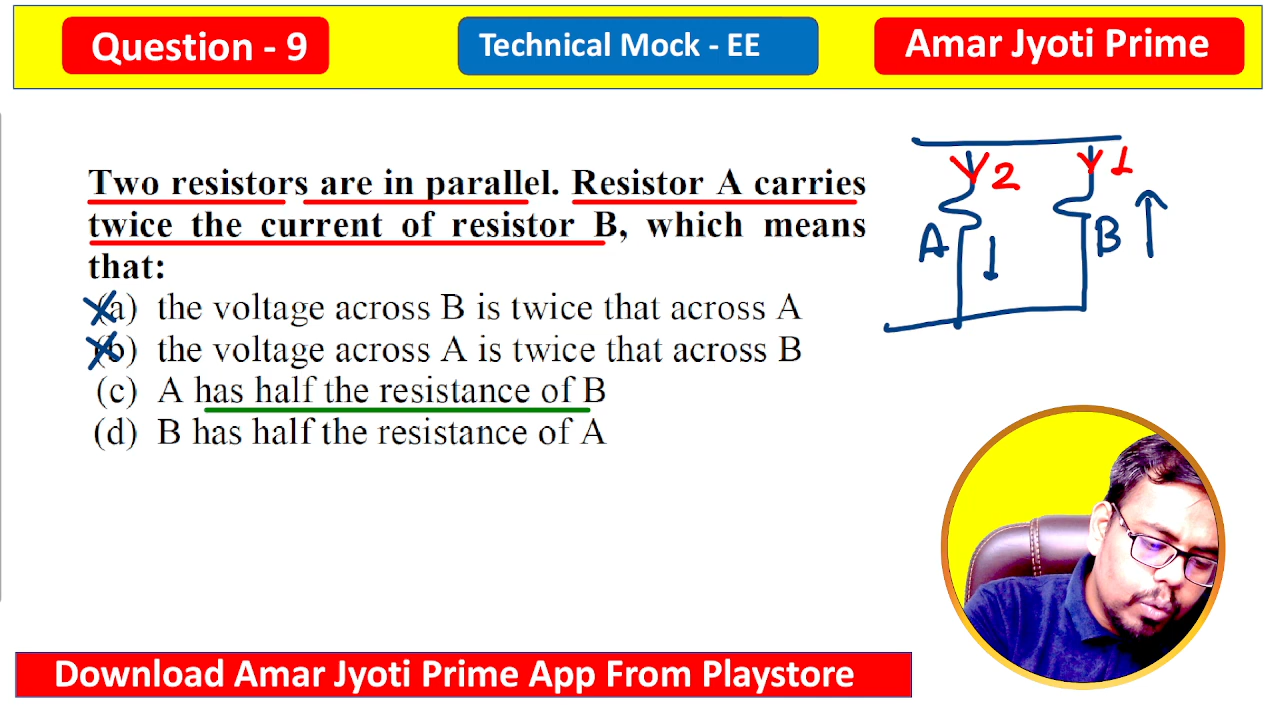 Question - 9
Technical Mock - EE
Amar Jyoti Prime
Two resistors are in parallel. Resistor A carries
twice the current of resistor B, which means
that:
(a) the voltage across B is twice that across A
(b) the voltage across A is twice that across B
(c) A has half the resistance of B
(d) B has half the resistance of A
2
1
A
B
Download Amar Jyoti Prime App From Playstore